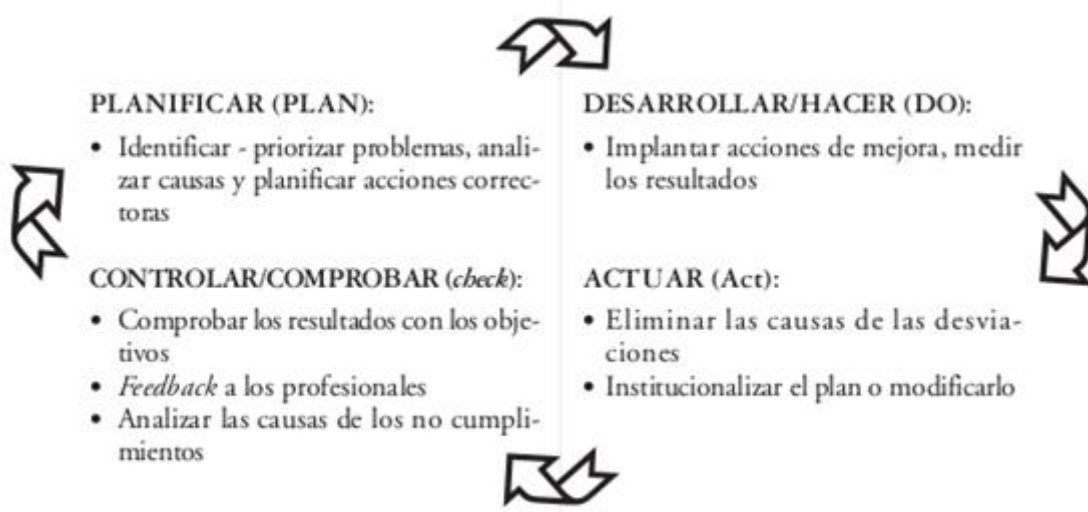 PLANIFICAR (PLAN):
• Identificar - priorizar problemas, anali-
zar causas y planificar acciones correc-
toras
DESARROLLAR/HACER (DO):
• Implantar acciones de mejora, medir
los resultados
CONTROLAR/COMPROBAR (check):
• Comprobar los resultados con los obje-
tivos
• Feedback a los profesionales
• Analizar las causas de los no cumpli-
mientos
ACTUAR (Act):
• Eliminar las causas de las desvia-
ciones
• Institucionalizar el plan o modificarlo